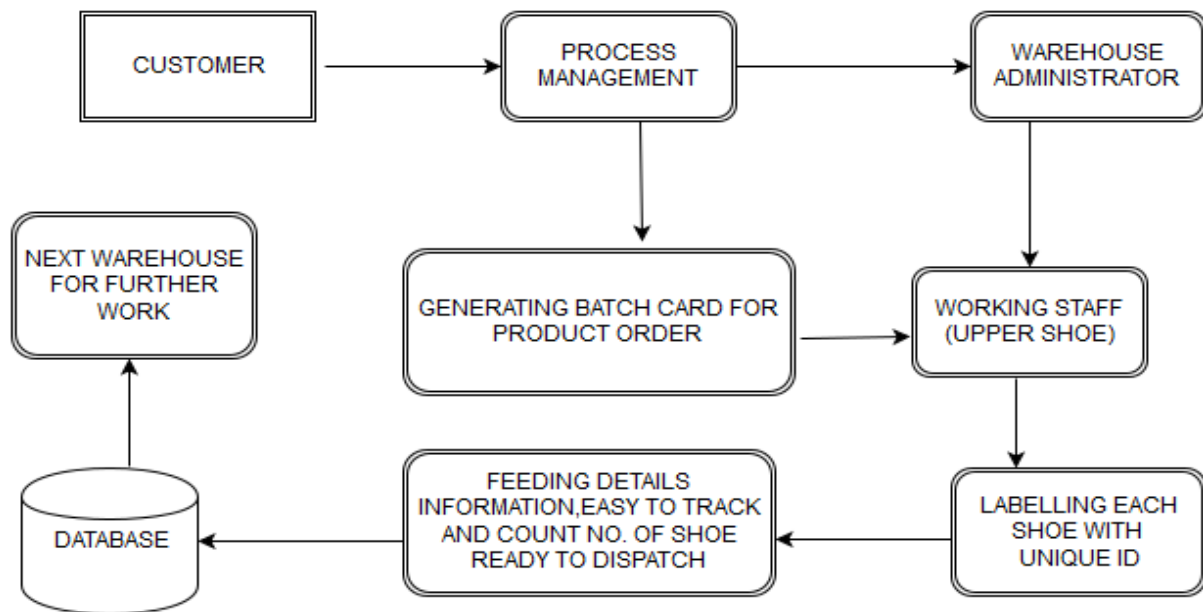 CUSTOMER
PROCESS
MANAGEMENT
WAREHOUSE
ADMINISTRATOR
NEXT WAREHOUSE
FOR FURTHER
WORK
GENERATING BATCH CARD FOR
PRODUCT ORDER
WORKING STAFF
(UPPER SHOE)
DATABASE
FEEDING DETAILS
INFORMATION,EASY TO TRACK
AND COUNT NO. OF SHOE
READY TO DISPATCH
LABELLING EACH
SHOE WITH
UNIQUE ID